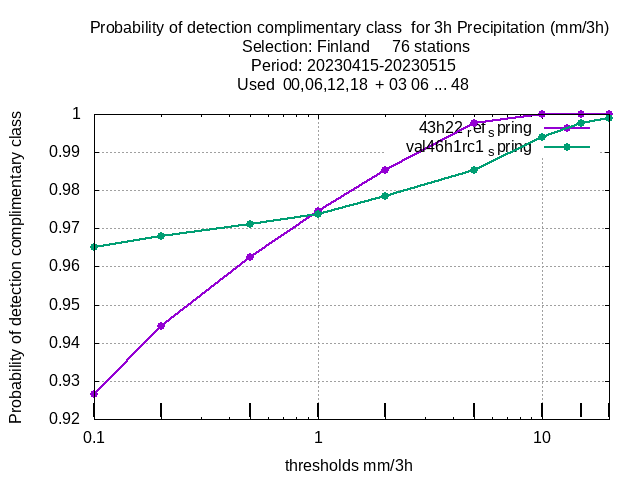 Probability of detection complimentary class  for 3h Precipitation (mm/3h)
Selection: Finland     76 stations
Period: 20230415-20230515
Used  00,06,12,18  + 03 06 ... 48
Probability of detection complimentary class
1
0.99
0.98
0.97
0.96
0.95
0.94
0.93
0.92
43h22_ref_spring
val46h1rc1_spring
0.1
1
10
thresholds mm/3h